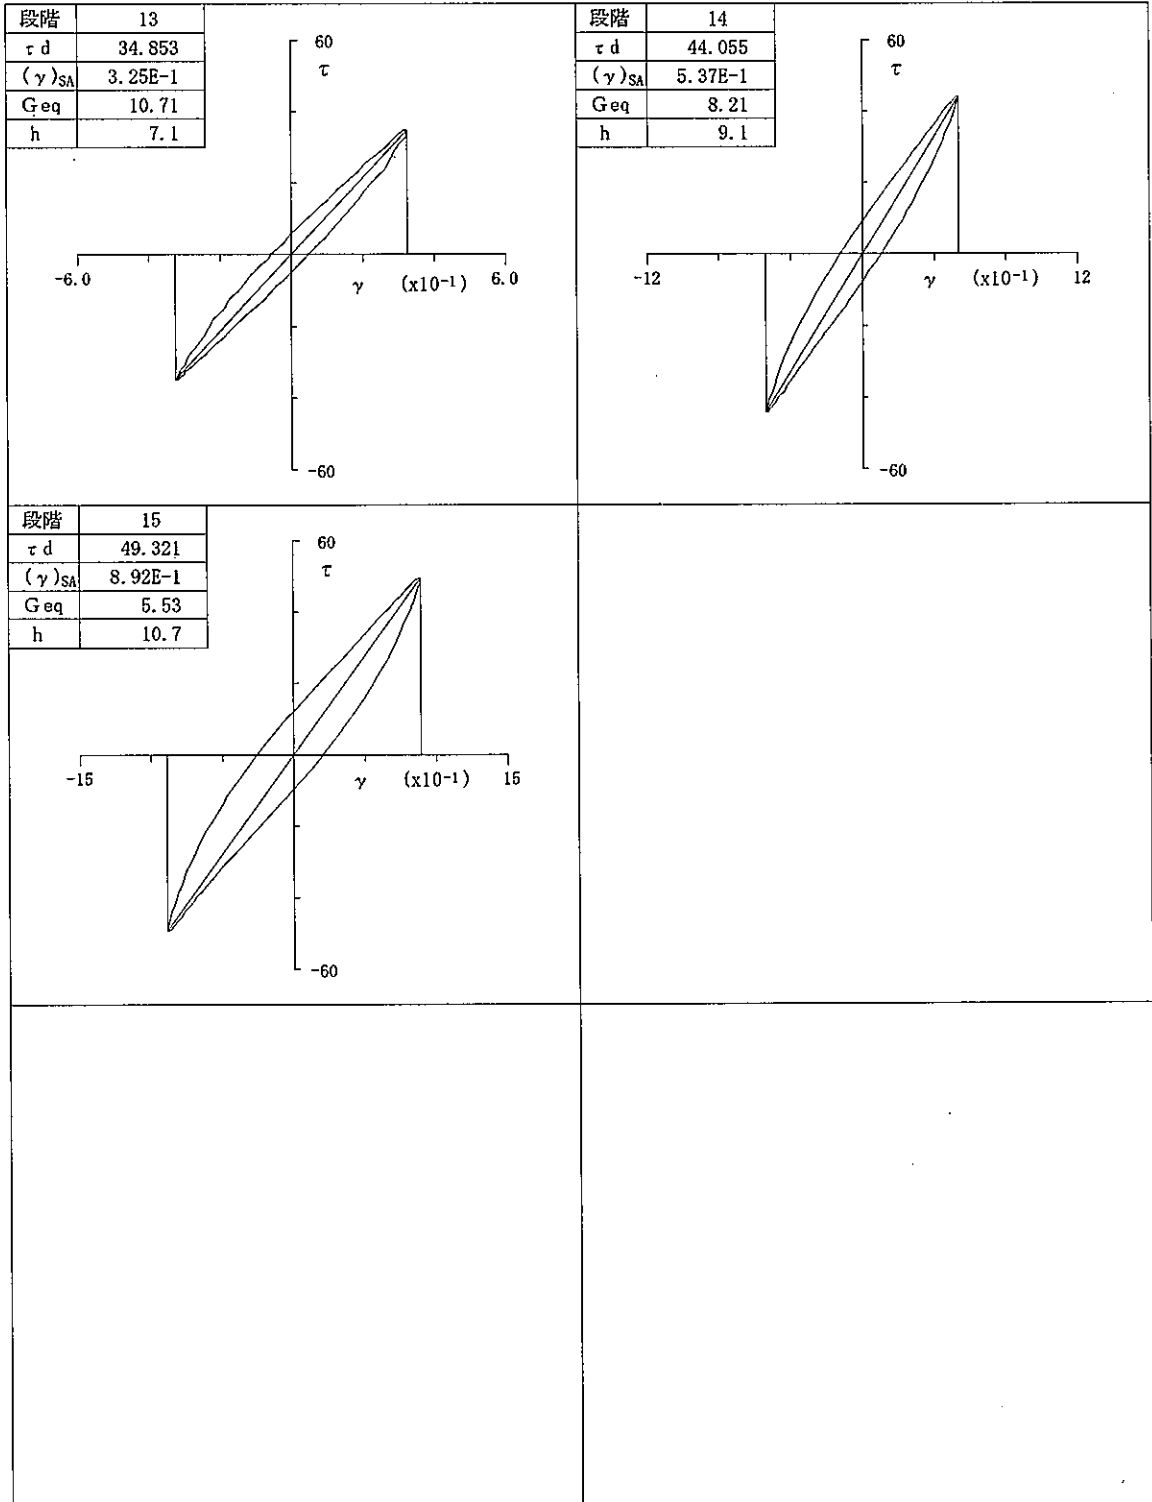 段階 13
τd 34.853
(γ)SA 3.25E-1
Geq 10.71
h 7.1
60
τ
-6.0
γ (x10-1) 6.0
-60
段階 14
τd 44.055
(γ)SA 5.37E-1
Geq 8.21
h 9.1
60
τ
-12
γ (x10-1) 12
-60
段階 15
τd 49.321
(γ)SA 8.92E-1
Geq 5.53
h 10.7
60
τ
-15
γ (x10-1) 15
-60